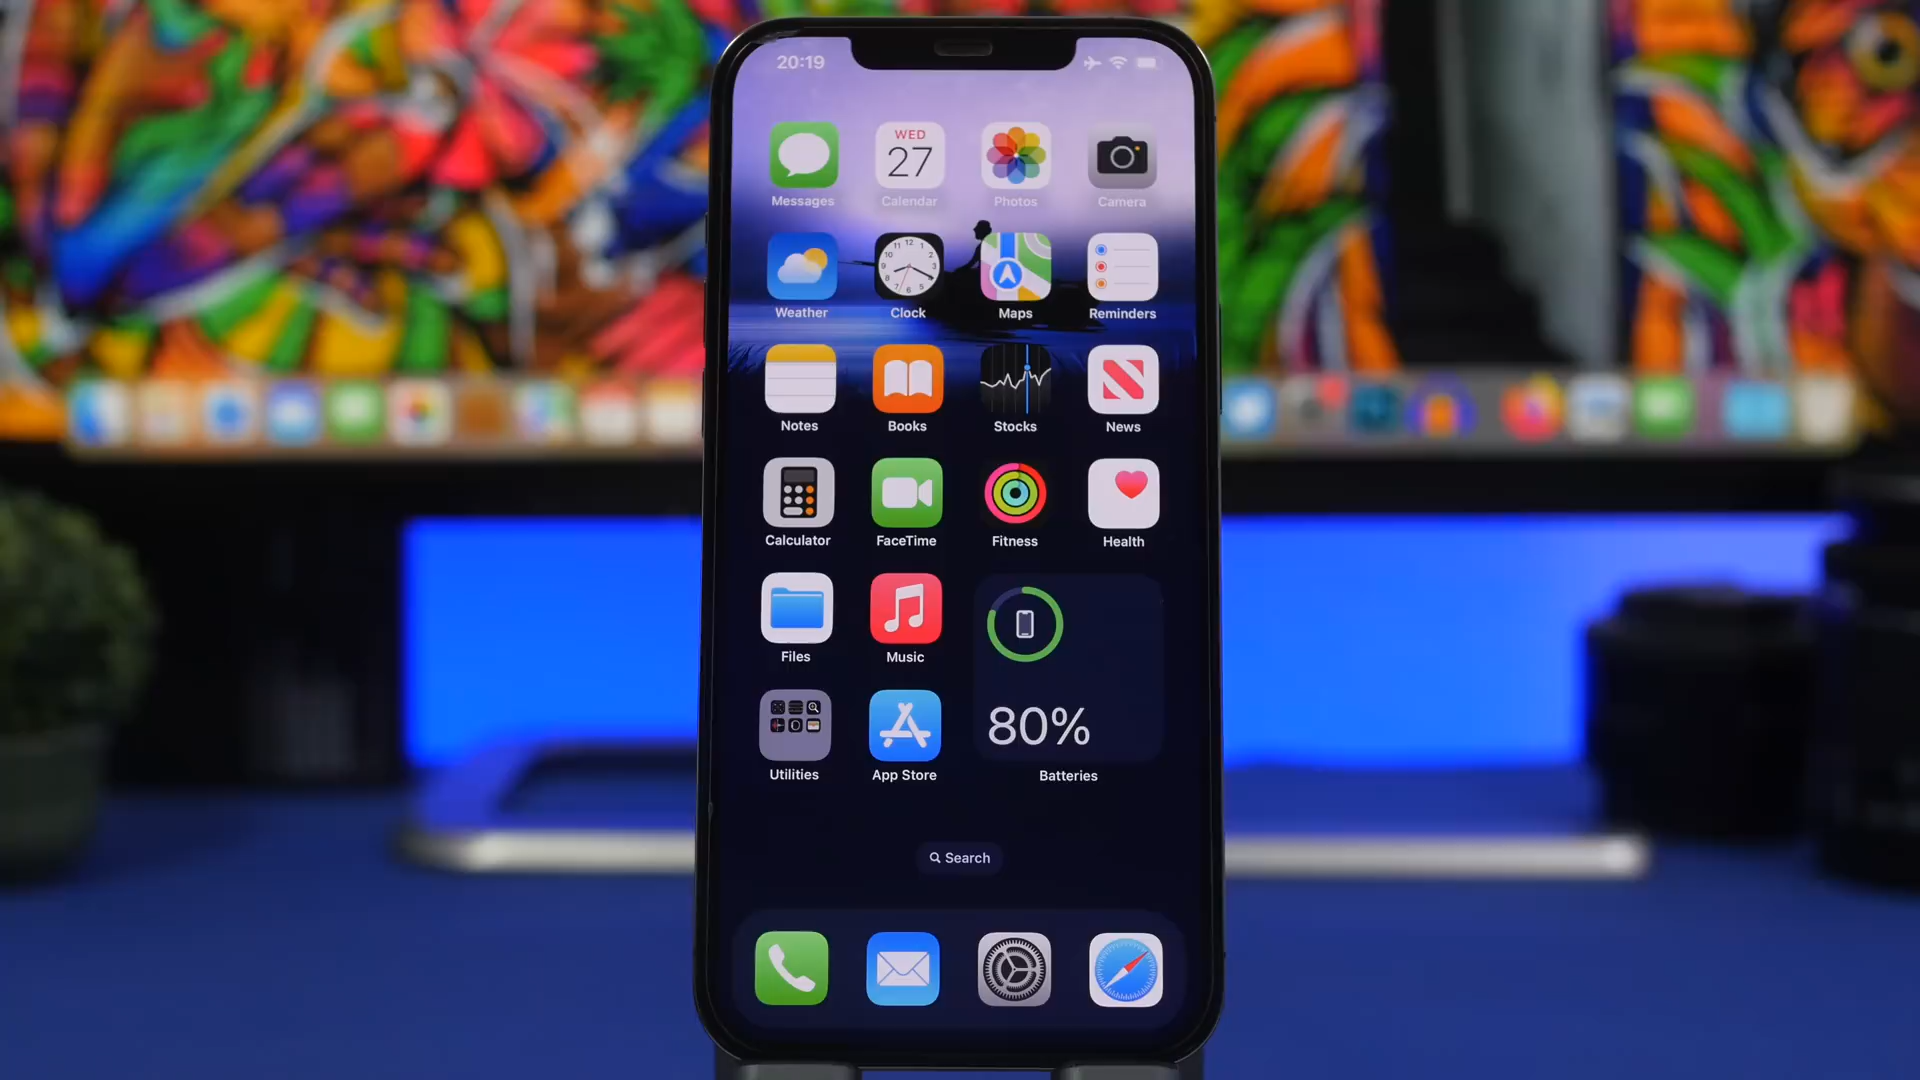 20:19
WED
27
Messages
Calendar
Photos
Camera
Weather
Clock
Maps
Reminders
Notes
Books
Stocks
News
Calculator
FaceTime
Fitness
Health
Files
Music
80%
Utilities
App Store
Batteries
Search